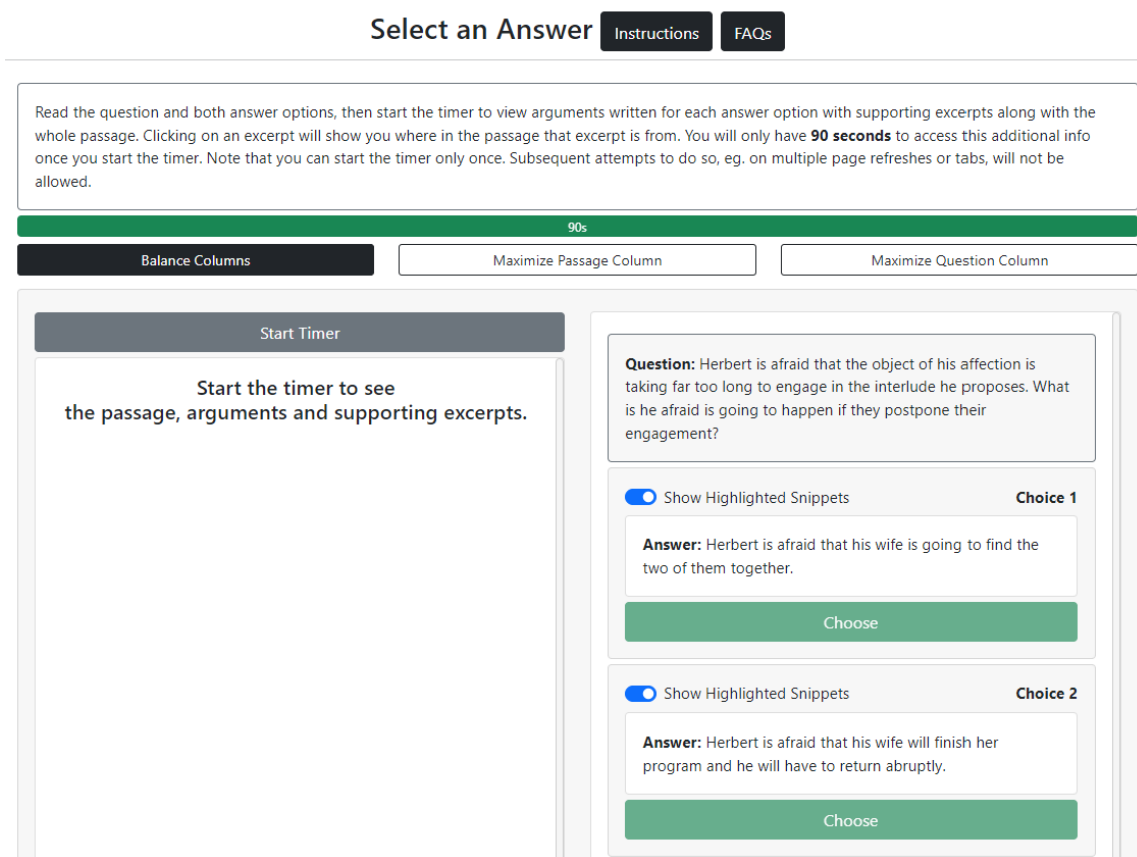 Select an Answer Instructions FAQs
Read the question and both answer options, then start the timer to view arguments written for each answer option with supporting excerpts along with the
whole passage. Clicking on an excerpt will show you where in the passage that excerpt is from. You will only have 90 seconds to access this additional info
once you start the timer. Note that you can start the timer only once. Subsequent attempts to do so, eg. on multiple page refreshes or tabs, will not be
allowed.
90s
Balance Columns Maximize Passage Column Maximize Question Column
Start Timer
Start the timer to see
the passage, arguments and supporting excerpts.
Question: Herbert is afraid that the object of his affection is
taking far too long to engage in the interlude he proposes. What
is he afraid is going to happen if they postpone their
engagement?
Show Highlighted Snippets Choice 1
Answer: Herbert is afraid that his wife is going to find the
two of them together.
Choose
Show Highlighted Snippets Choice 2
Answer: Herbert is afraid that his wife will finish her
program and he will have to return abruptly.
Choose